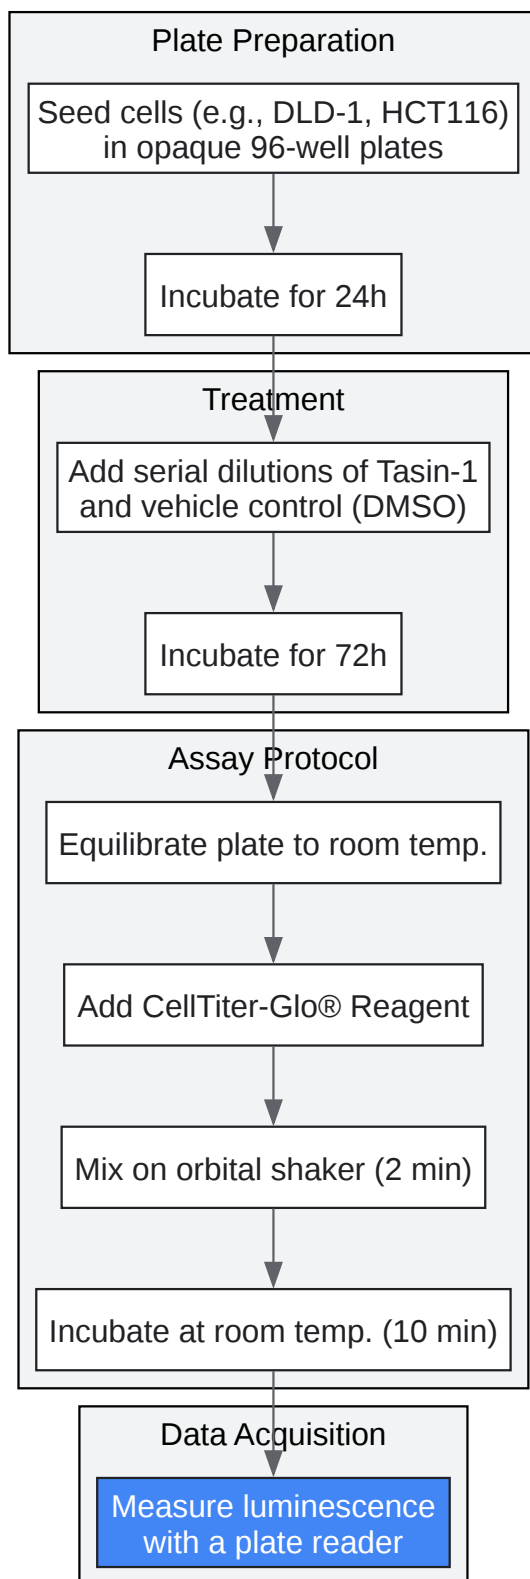 Plate Preparation
Seed cells (e.g., DLD-1, HCT116)
in opaque 96-well plates
Incubate for 24h
Treatment
Add serial dilutions of Tasin-1
and vehicle control (DMSO)
Incubate for 72h
Assay Protocol
Equilibrate plate to room temp.
Add CellTiter-Glo® Reagent
Mix on orbital shaker (2 min)
Incubate at room temp. (10 min)
Data Acquisition
Measure luminescence
with a plate reader